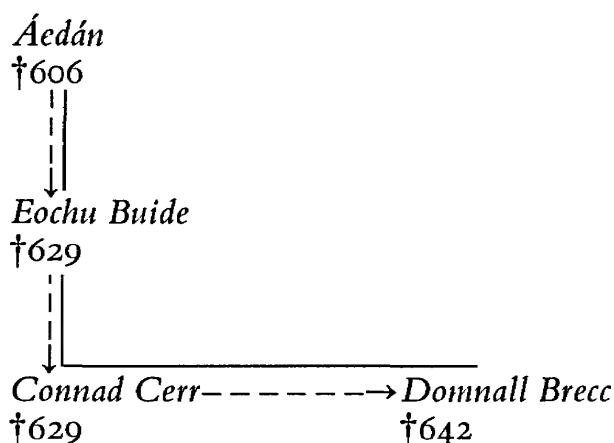 Áedán
†606
Eochu Buide
†629
Connad Cerr Domnall Brecc
†629 †642